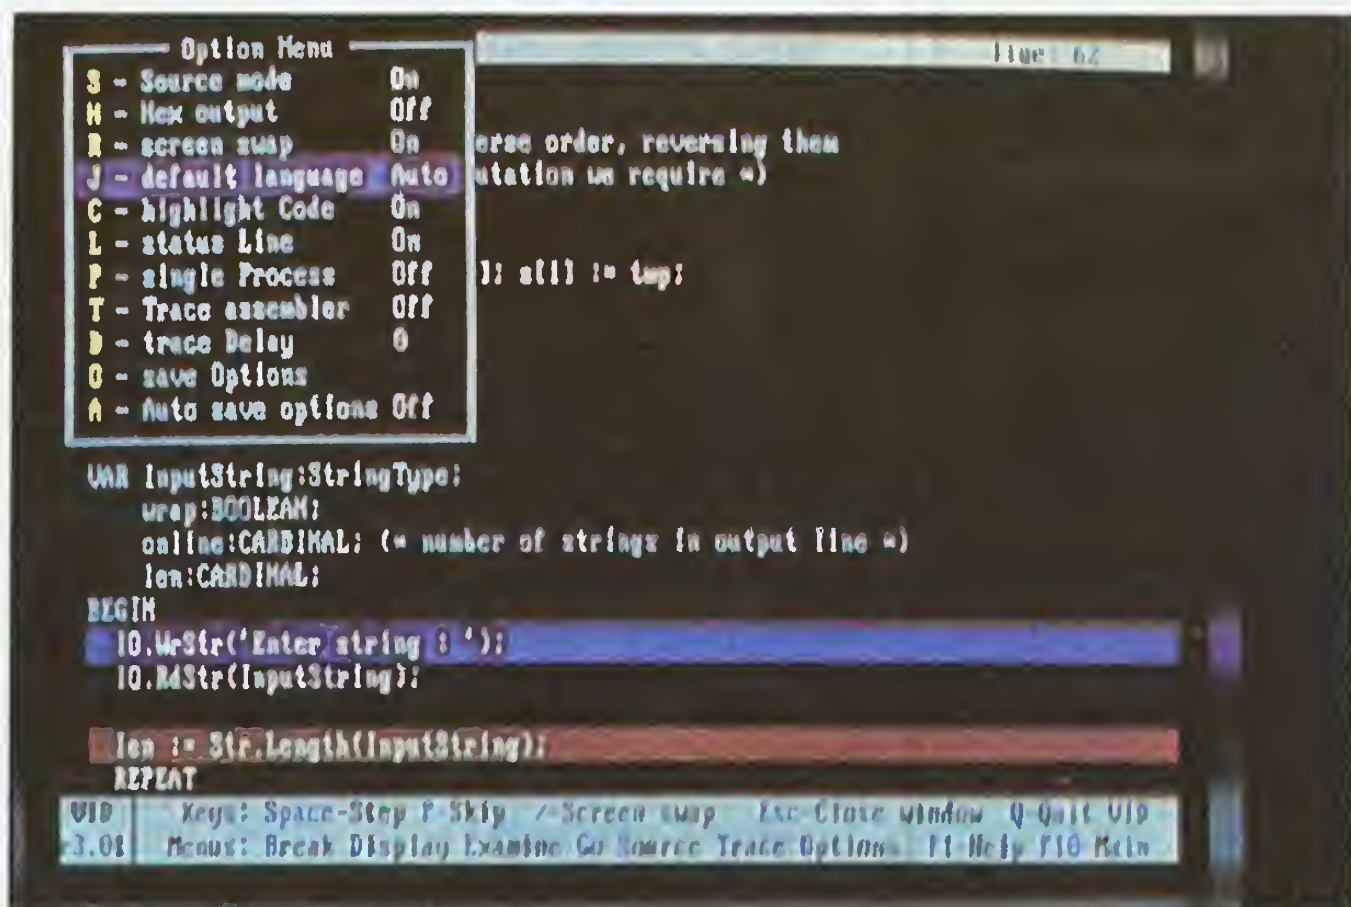 Option Menu
line: 62
S - Source mode On
H - Hex output Off
R - screen swap On
erse order, reversing them
J - default language Auto
utation we require *)
C - highlight Code On
L - status Line On
P - single Process Off
]; s[i] := tmp;
T - Trace assembler Off
D - trace Delay 0
O - save Options
A - Auto save options Off
VAR InputString:StringType;
wrap:BOOLEAN;
online:CARDINAL; (* number of strings in output line *)
len:CARDINAL;
BEGIN
IO.WrStr('Enter string : ');
IO.RdStr(InputString);
len := Str.Length(InputString);
REPEAT
VID Keys: Space-Step P-Skip /-Screen swap Esc-Close window Q-Quit VID
Menus: Break Display Examine Go Source Trace Option F1-Help F10 Main